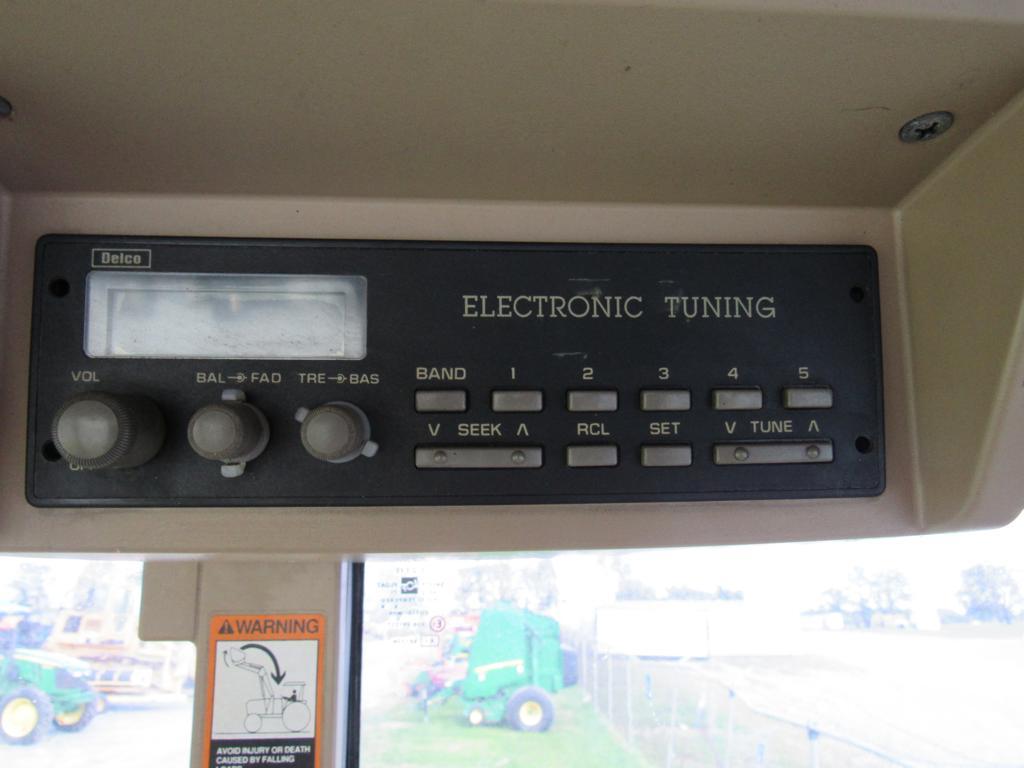 Delco
ELECTRONIC TUNING
VOL BAL FAD TRE BAS
BAND 1 2 3 4 5
V SEEK Λ RCL SET V TUNE Λ
WARNING
AVOID INJURY OR DEATH
CAUSED BY FALLING